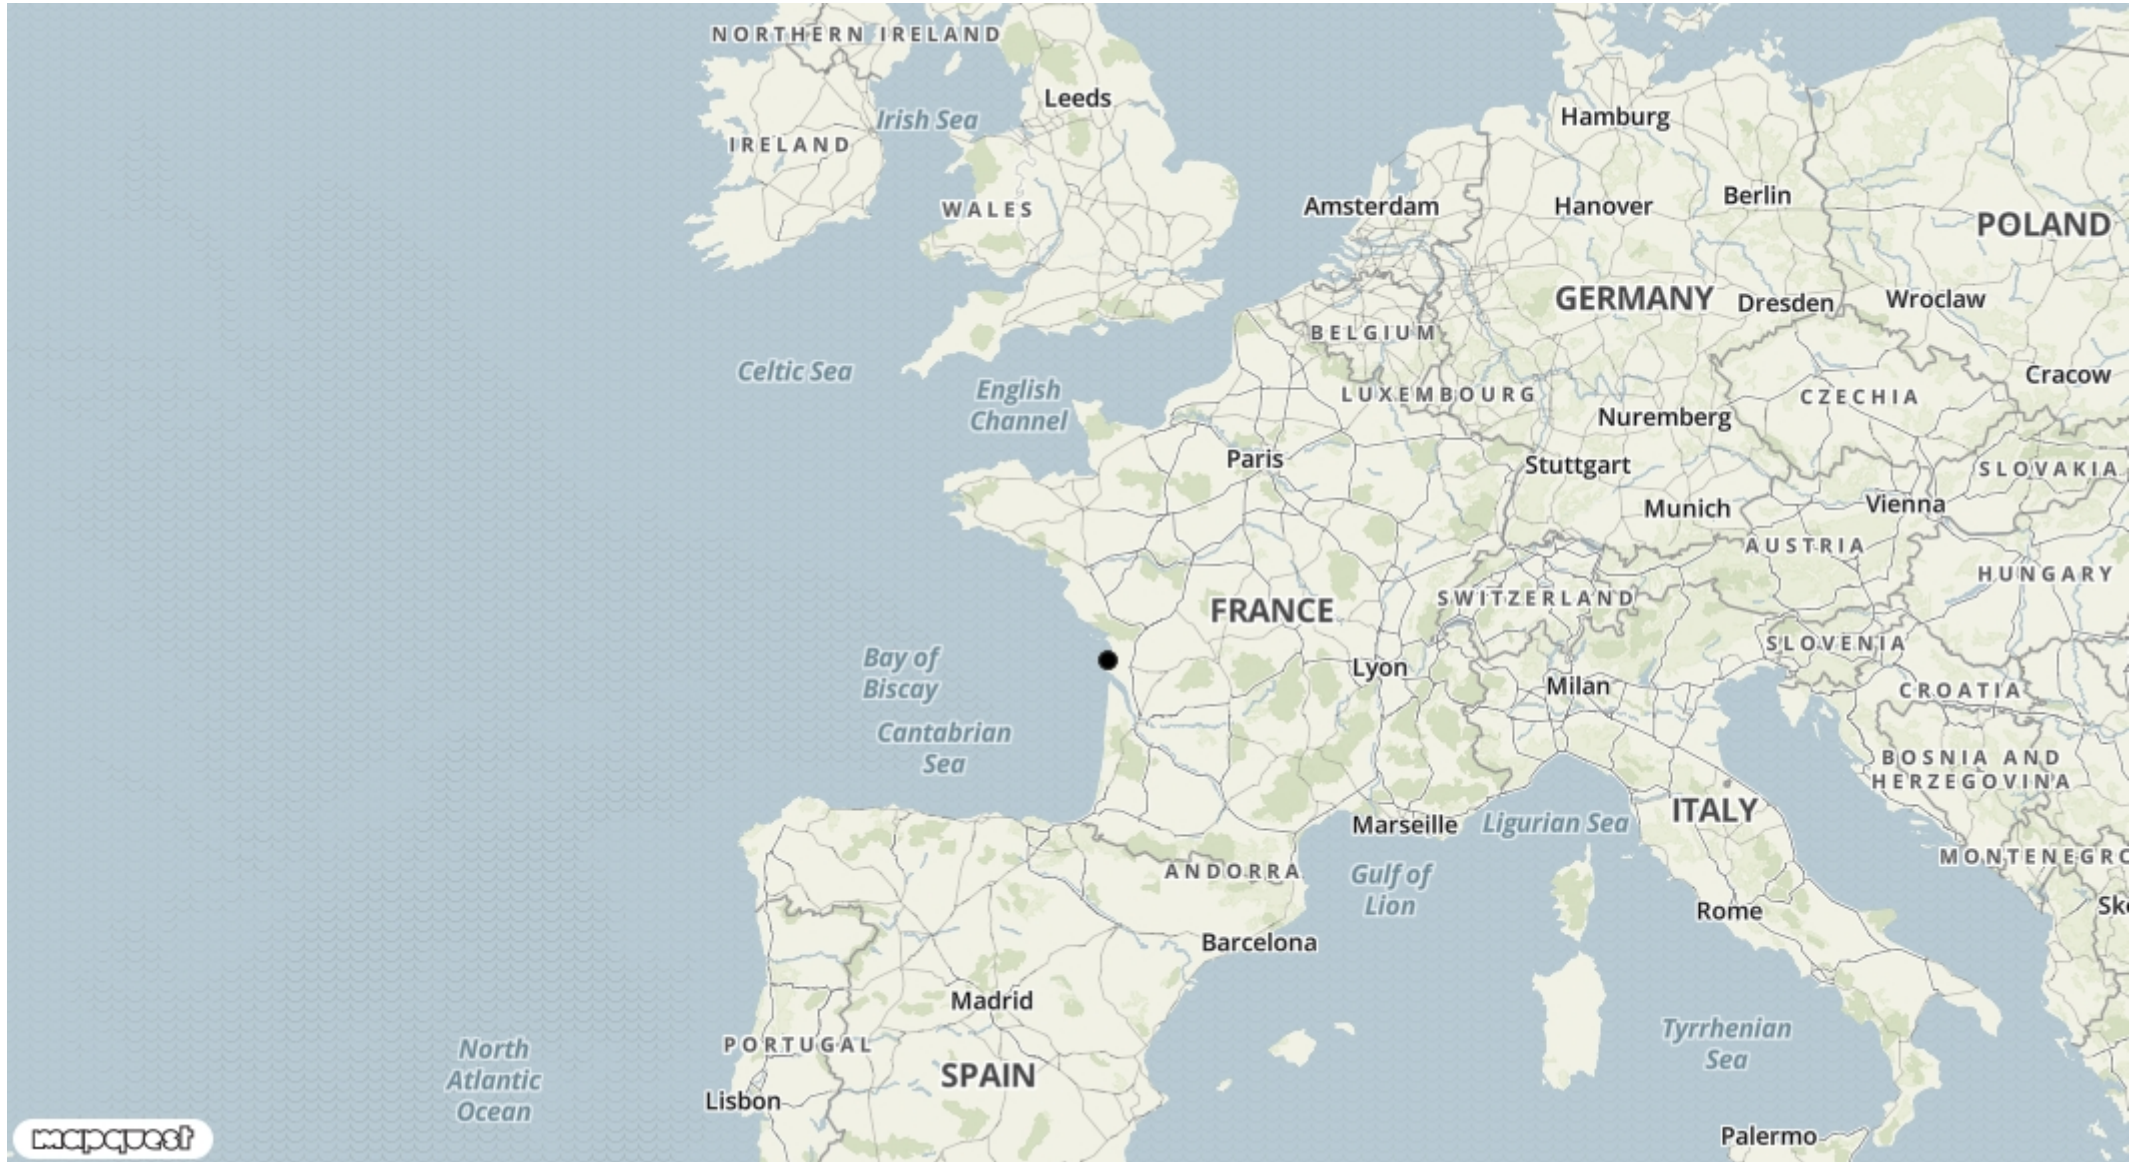 NORTHERN IRELAND
Leeds
Hamburg
Irish Sea
IRELAND
Berlin
Amsterdam
Hanover
WALES
POLAND
GERMANY
Dresden
Wroclaw
BELGIUM
Celtic Sea
English
Channel
Cracow
LUXEMBOURG
CZECHIA
Nuremberg
Paris
Stuttgart
SLOVAKIA
Munich
Vienna
AUSTRIA
HUNGARY
SWITZERLAND
FRANCE
SLOVENIA
Bay of
Biscay
Lyon
Milan
CROATIA
Cantabrian
Sea
BOSNIA AND
HERZEGOVINA
ITALY
Marseille
Ligurian Sea
MONTENEGRO
ANDORRA
Gulf of
Lion
Rome
Sk
Barcelona
Madrid
Tyrrhenian
Sea
PORTUGAL
North
Atlantic
Ocean
SPAIN
Lisbon
mapquest
Palermo